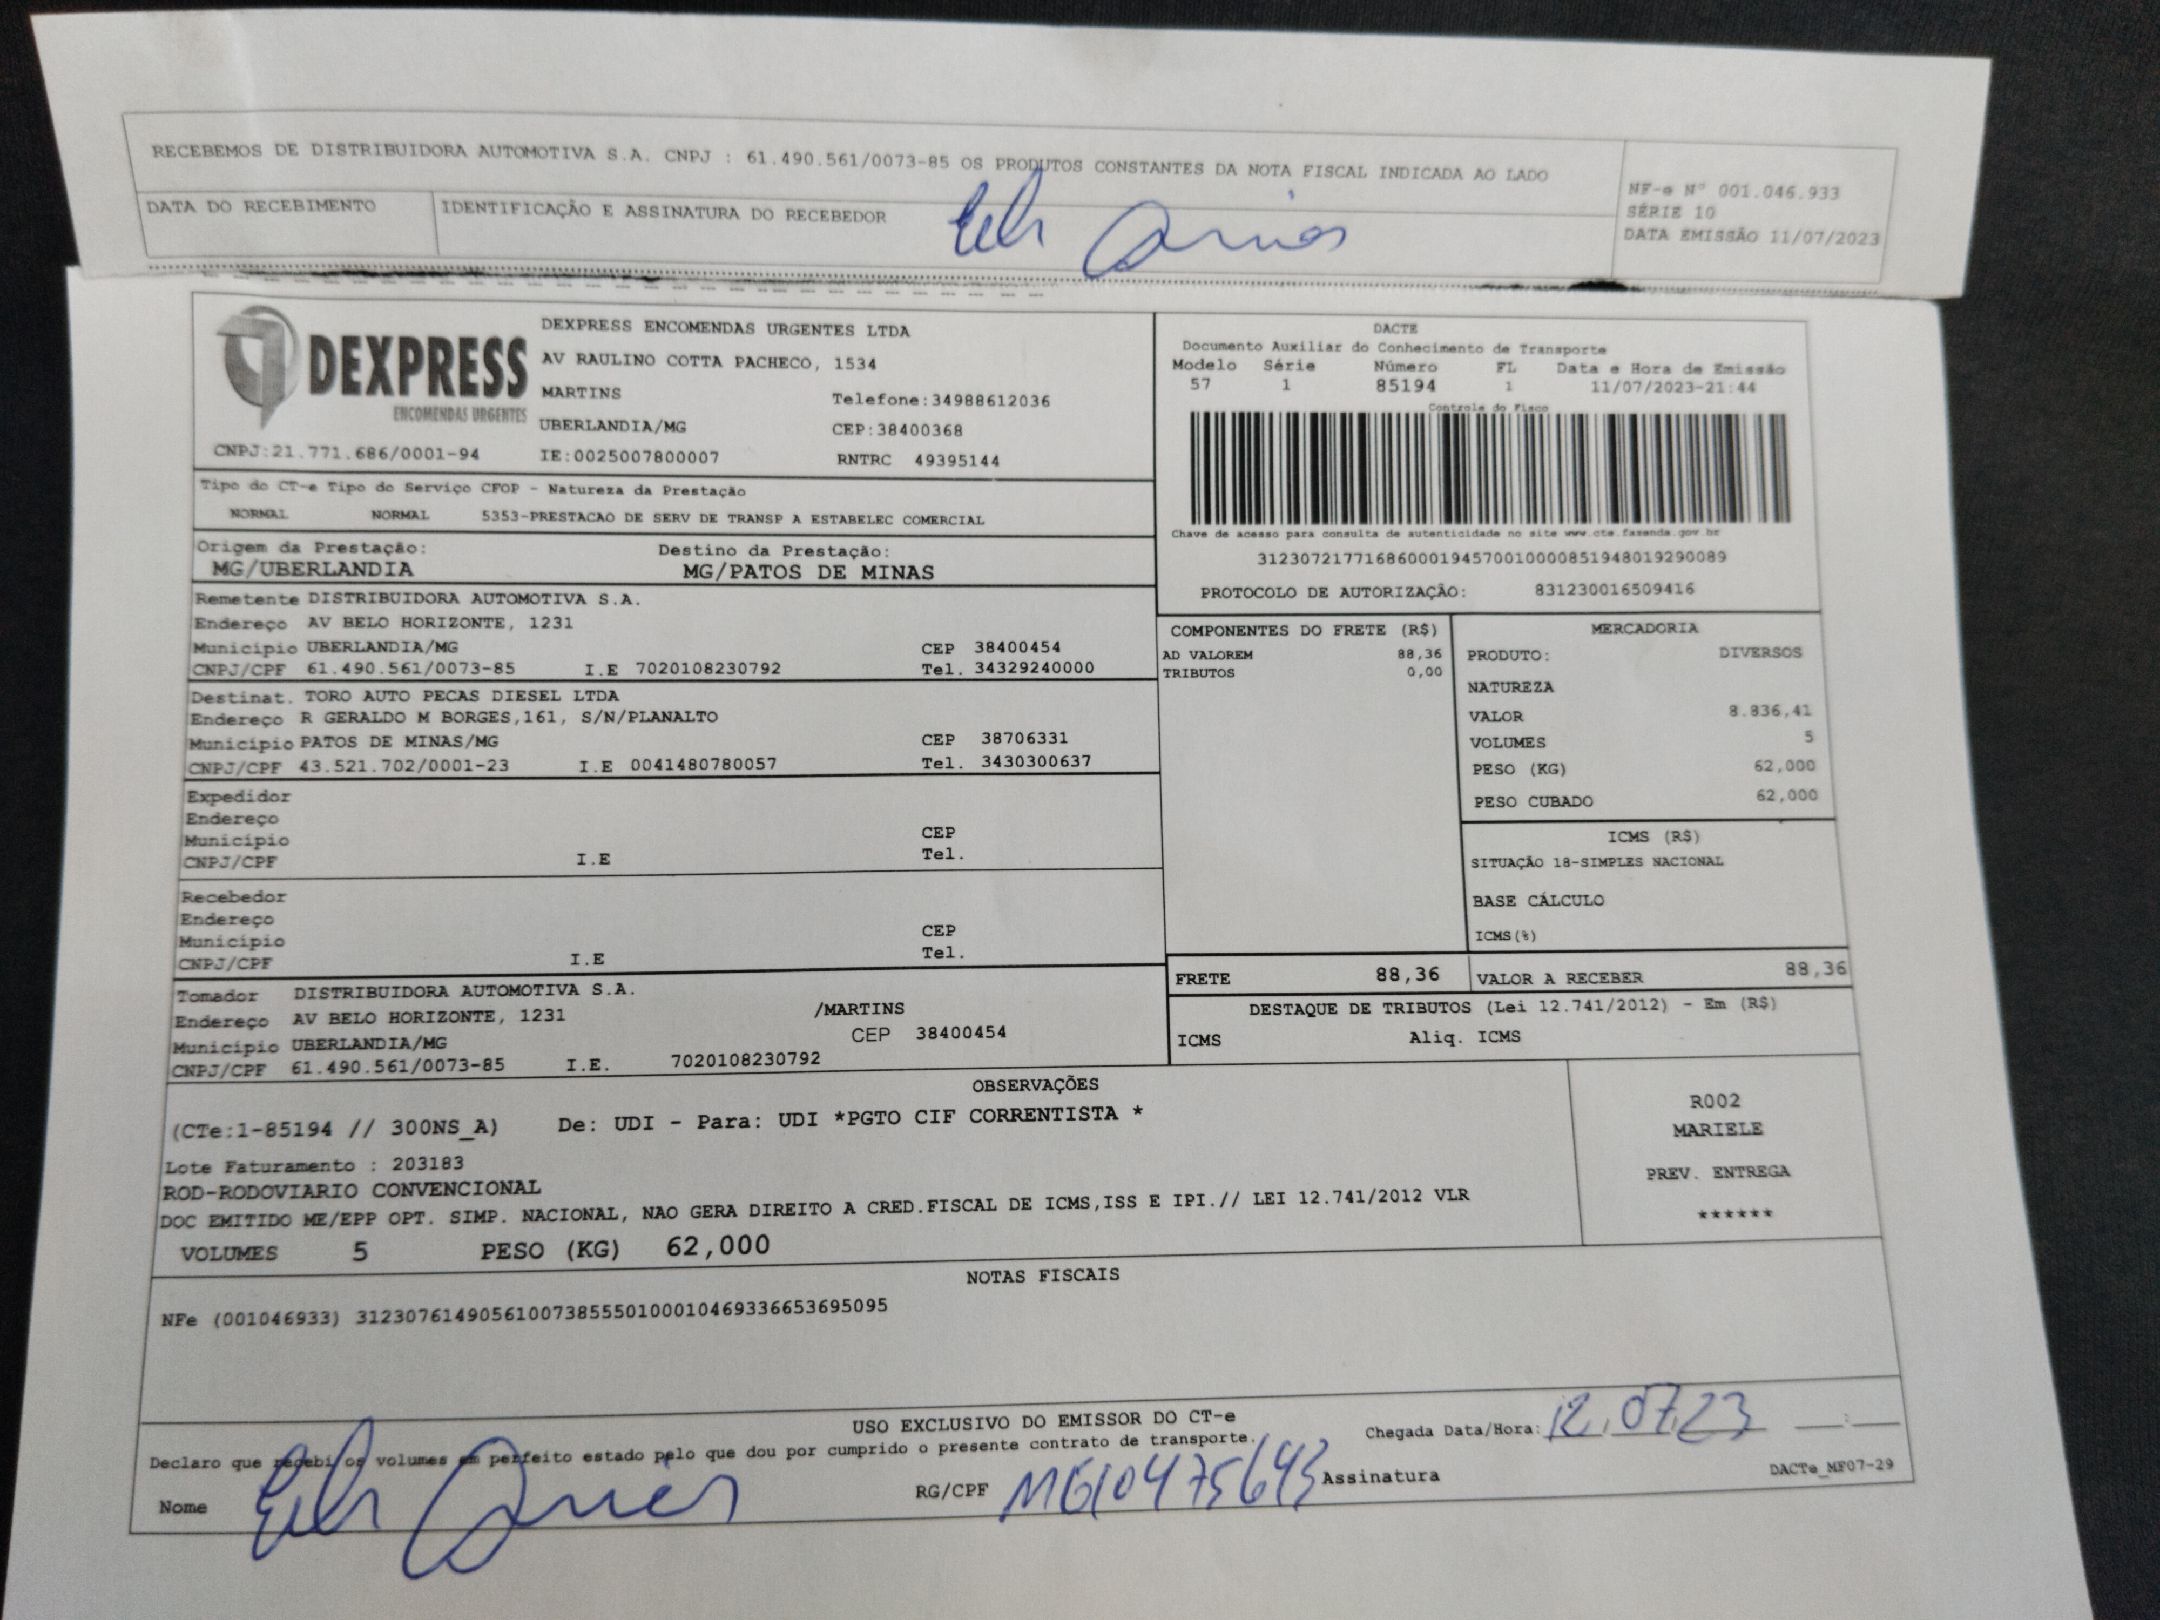 RECEBEMOS DE DISTRIBUIDORA AUTOMOTIVA S.A. CNPJ : 61.490.561/0073-85 OS PRODUTOS CONSTANTES DA NOTA FISCAL INDICADA AO LADO
DATA DO RECEBIMENTO
IDENTIFICAÇÃO E ASSINATURA DO RECEBEDOR
NF-e Nº 001.046.933
SÉRIE 10
DATA EMISSÃO 11/07/2023
DEXPRESS
ENCOMENDAS URGENTES
CNPJ:21.771.686/0001-94
DEXPRESS ENCOMENDAS URGENTES LTDA
AV RAULINO COTTA PACHECO, 1534
MARTINS Telefone:34988612036
UBERLANDIA/MG CEP:38400368
IE:0025007800007 RNTRC 49395144
DACTE
Documento Auxiliar do Conhecimento de Transporte
Modelo Série Número FL Data e Hora de Emissão
57 1 85194 1 11/07/2023-21:44
Controle do Fisco
Chave de acesso para consulta de autenticidade no site www.cte.fazenda.gov.br
31230721771686000194570010000851948019290089
PROTOCOLO DE AUTORIZAÇÃO: 831230016509416
Tipo do CT-e Tipo do Serviço CFOP - Natureza da Prestação
NORMAL NORMAL 5353-PRESTACAO DE SERV DE TRANSP A ESTABELEC COMERCIAL
Origem da Prestação: Destino da Prestação:
MG/UBERLANDIA MG/PATOS DE MINAS
Remetente DISTRIBUIDORA AUTOMOTIVA S.A.
Endereço AV BELO HORIZONTE, 1231
Município UBERLANDIA/MG CEP 38400454
CNPJ/CPF 61.490.561/0073-85 I.E 7020108230792 Tel. 34329240000
Destinat. TORO AUTO PECAS DIESEL LTDA
Endereço R GERALDO M BORGES,161, S/N/PLANALTO
Município PATOS DE MINAS/MG CEP 38706331
CNPJ/CPF 43.521.702/0001-23 I.E 0041480780057 Tel. 3430300637
Expedidor
Endereço
Município CEP
CNPJ/CPF I.E Tel.
Recebedor
Endereço
Município CEP
CNPJ/CPF I.E Tel.
Tomador DISTRIBUIDORA AUTOMOTIVA S.A.
Endereço AV BELO HORIZONTE, 1231 /MARTINS
Município UBERLANDIA/MG CEP 38400454
CNPJ/CPF 61.490.561/0073-85 I.E. 7020108230792
COMPONENTES DO FRETE (R$)
AD VALOREM 88,36
TRIBUTOS 0,00
MERCADORIA
PRODUTO: DIVERSOS
NATUREZA
VALOR 8.836,41
VOLUMES 5
PESO (KG) 62,000
PESO CUBADO 62,000
ICMS (R$)
SITUAÇÃO 18-SIMPLES NACIONAL
BASE CÁLCULO
ICMS(%)
FRETE 88,36 VALOR A RECEBER 88,36
DESTAQUE DE TRIBUTOS (Lei 12.741/2012) - Em (R$)
ICMS Aliq. ICMS
OBSERVAÇÕES
(CTe:1-85194 // 300NS_A) De: UDI - Para: UDI *PGTO CIF CORRENTISTA *
Lote Faturamento : 203183
ROD-RODOVIARIO CONVENCIONAL
DOC EMITIDO ME/EPP OPT. SIMP. NACIONAL, NAO GERA DIREITO A CRED.FISCAL DE ICMS,ISS E IPI.// LEI 12.741/2012 VLR
VOLUMES 5 PESO (KG) 62,000
R002
MARIELE
PREV. ENTREGA
******
NOTAS FISCAIS
NFe (001046933) 31230761490561007385550100010469336653695095
USO EXCLUSIVO DO EMISSOR DO CT-e
Declaro que recebi os volumes em perfeito estado pelo que dou por cumprido o presente contrato de transporte.
Chegada Data/Hora: 12.07.23 __:__
Nome
RG/CPF MG10475643 Assinatura
DACTe_MF07-29